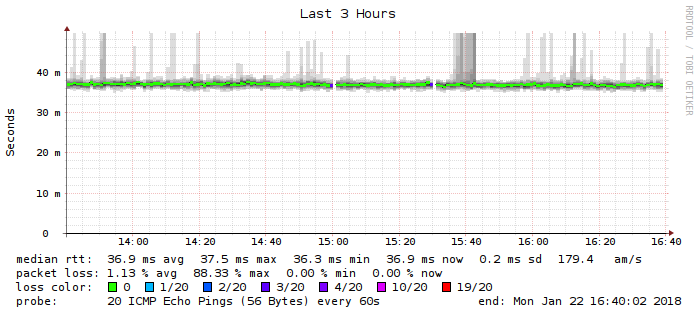 Last 3 Hours
RRDTOOL / TOBI OETIKER
Seconds
40 m
30 m
20 m
10 m
0
14:00 14:20 14:40 15:00 15:20 15:40 16:00 16:20 16:40
median rtt: 36.9 ms avg 37.5 ms max 36.3 ms min 36.9 ms now 0.2 ms sd 179.4 am/s
packet loss: 1.13 % avg 88.33 % max 0.00 % min 0.00 % now
loss color: 0 1/20 2/20 3/20 4/20 10/20 19/20
probe: 20 ICMP Echo Pings (56 Bytes) every 60s end: Mon Jan 22 16:40:02 2018